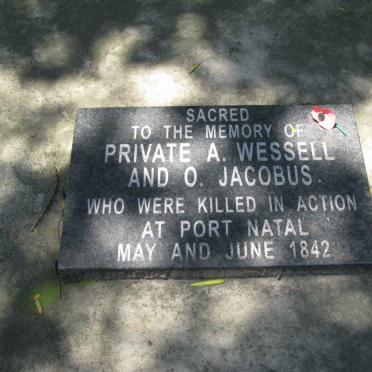 SACRED
TO THE MEMORY OF
PRIVATE A. WESSELL
AND O. JACOBUS.
WHO WERE KILLED IN ACTION
AT PORT NATAL
MAY AND JUNE 1842